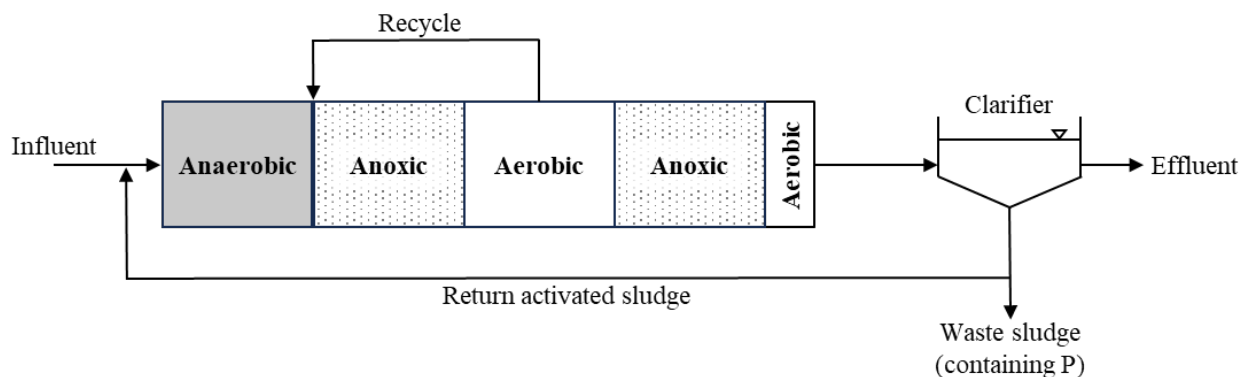 Recycle
Clarifier
Influent
Anaerobic
Anoxic
Aerobic
Anoxic
Aerobic
Effluent
Return activated sludge
Waste sludge
(containing P)